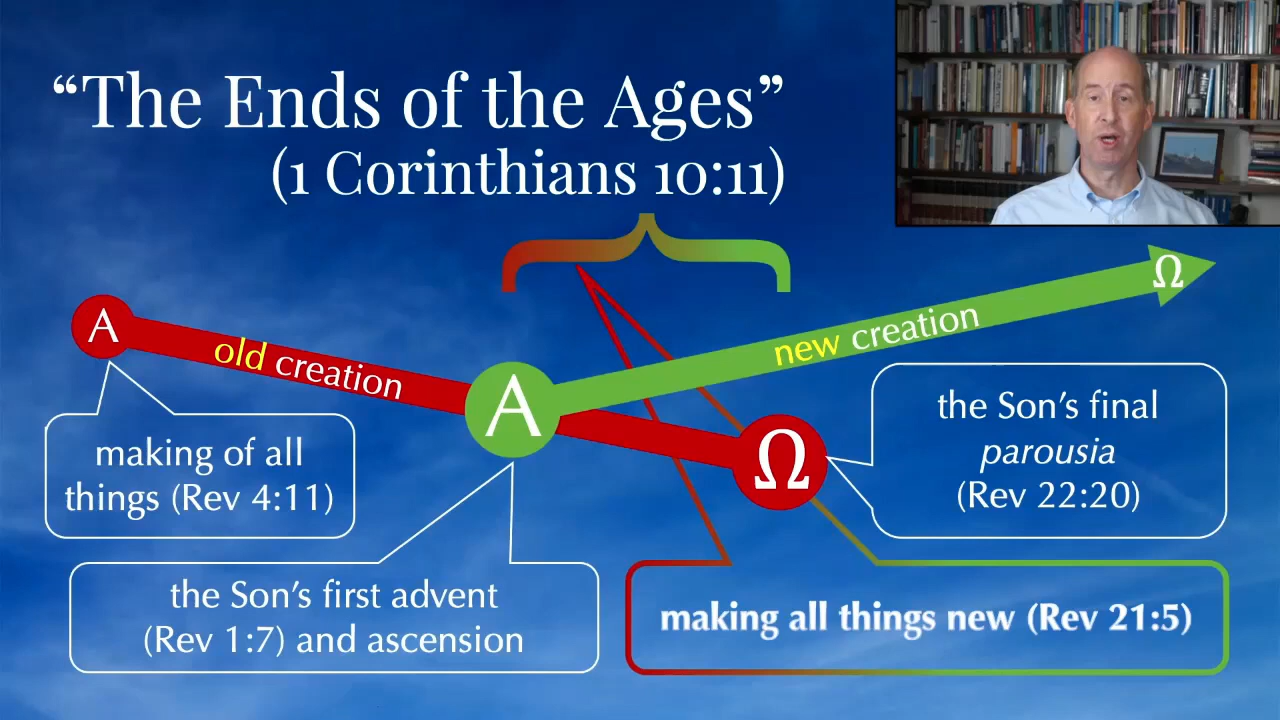 “The Ends of the Ages”
(1 Corinthians 10:11)
Α
old creation
Α
new creation
Ω
Ω
making of all
things (Rev 4:11)
the Son’s first advent
(Rev 1:7) and ascension
the Son’s final
parousia
(Rev 22:20)
making all things new (Rev 21:5)